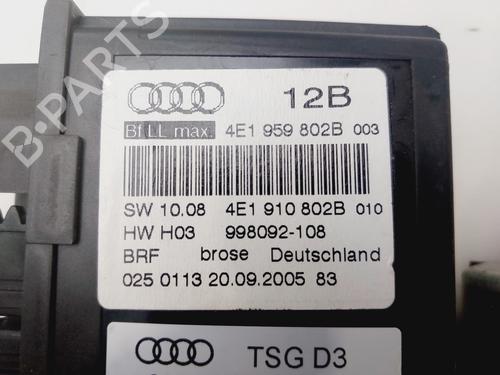 B-PARTS
12B
Bf LL max. 4E1 959 802B 003
SW 10.08 4E1 910 802B 010
HW H03 998092-108
BRF brose Deutschland
025 0113 20.09.2005 83
TSG D3